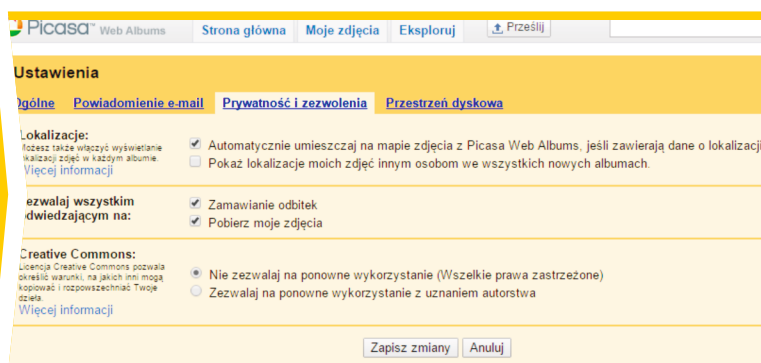 Picasa™ Web Albums Strona główna Moje zdjęcia Eksploruj Prześlij
Ustawienia
Ogólne Powiadomienie e-mail Prywatność i zezwolenia Przestrzeń dyskowa
Lokalizacje:
Możesz także włączyć wyświetlanie
lokalizacji zdjęć w każdym albumie.
Więcej informacji
Automatycznie umieszczaj na mapie zdjęcia z Picasa Web Albums, jeśli zawierają dane o lokalizacji
Pokaż lokalizacje moich zdjęć innym osobom we wszystkich nowych albumach.
Zezwalaj wszystkim
odwiedzającym na:
Zamawianie odbitek
Pobierz moje zdjęcia
Creative Commons:
Licencja Creative Commons pozwala
określić warunki, na jakich inni mogą
kopiować i rozpowszechniać Twoje
dzieła.
Więcej informacji
Nie zezwalaj na ponowne wykorzystanie (Wszelkie prawa zastrzeżone)
Zezwalaj na ponowne wykorzystanie z uznaniem autorstwa
Zapisz zmiany Anuluj